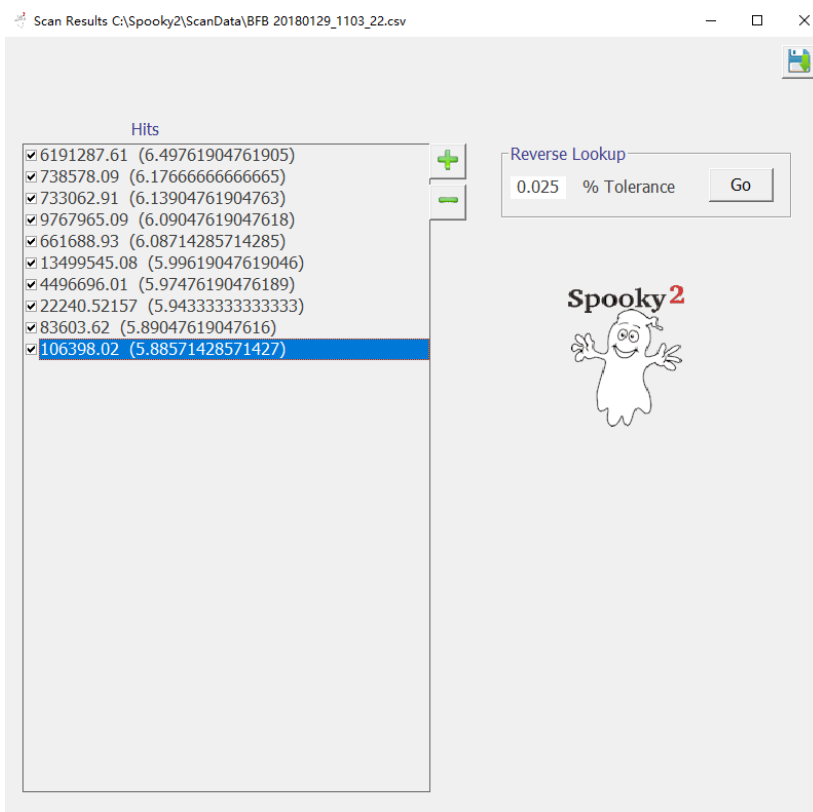 Scan Results C:\Spooky2\ScanData\BFB 20180129_1103_22.csv
Hits
6191287.61 (6.49761904761905)
738578.09 (6.17666666666665)
733062.91 (6.13904761904763)
9767965.09 (6.09047619047618)
661688.93 (6.08714285714285)
13499545.08 (5.99619047619046)
4496696.01 (5.97476190476189)
22240.52157 (5.94333333333333)
83603.62 (5.89047619047616)
106398.02 (5.88571428571427)
Reverse Lookup
0.025 % Tolerance Go
Spooky2